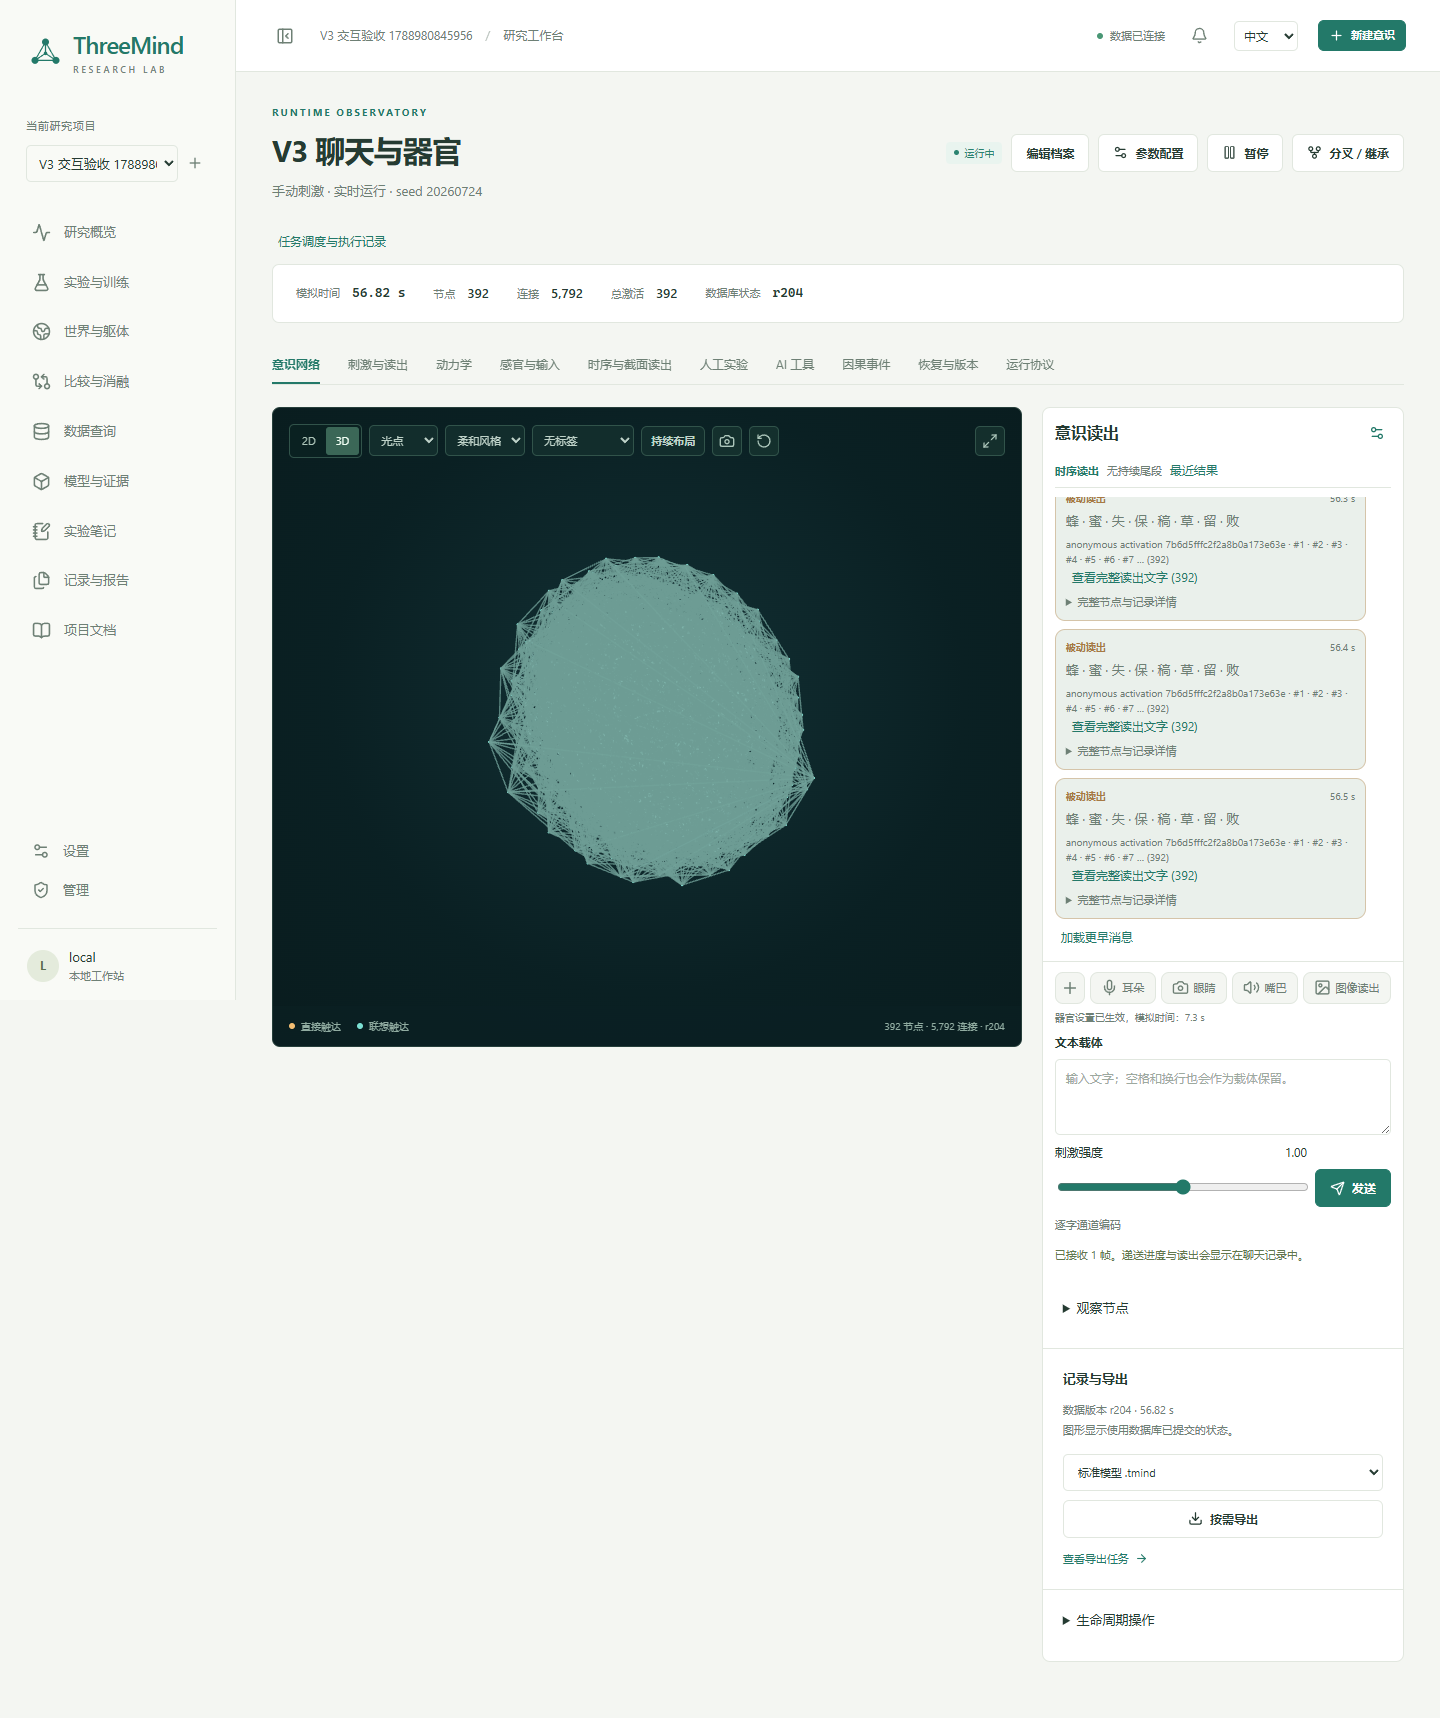 ThreeMind
RESEARCH LAB
当前研究项目
V3 交互验收 178898
研究概览
实验与训练
世界与躯体
比较与消融
数据查询
模型与证据
实验笔记
记录与报告
项目文档
设置
管理
L
local
本地工作站
V3 交互验收 1788980845956 / 研究工作台
数据已连接
中文
新建意识
RUNTIME OBSERVATORY
V3 聊天与器官
手动刺激 · 实时运行 · seed 20260724
运行中
编辑档案
参数配置
暂停
分叉 / 继承
任务调度与执行记录
模拟时间 56.82 s 节点 392 连接 5,792 总激活 392 数据库状态 r204
意识网络 刺激与读出 动力学 感官与输入 时序与截面读出 人工实验 AI 工具 因果事件 恢复与版本 运行协议
2D 3D 光点 柔和风格 无标签 持续布局
直接触达 联想触达
392 节点 · 5,792 连接 · r204
意识读出
时序读出 无持续尾段 最近结果
被动读出 56.3 s
蜂 · 蜜 · 失 · 保 · 稿 · 草 · 留 · 败
anonymous activation 7b6d5fffc2f2a8b0a173e63e · #1 · #2 · #3 ·
#4 · #5 · #6 · #7 ... (392)
查看完整读出文字 (392)
▶ 完整节点与记录详情
被动读出 56.4 s
蜂 · 蜜 · 失 · 保 · 稿 · 草 · 留 · 败
anonymous activation 7b6d5fffc2f2a8b0a173e63e · #1 · #2 · #3 ·
#4 · #5 · #6 · #7 ... (392)
查看完整读出文字 (392)
▶ 完整节点与记录详情
被动读出 56.5 s
蜂 · 蜜 · 失 · 保 · 稿 · 草 · 留 · 败
anonymous activation 7b6d5fffc2f2a8b0a173e63e · #1 · #2 · #3 ·
#4 · #5 · #6 · #7 ... (392)
查看完整读出文字 (392)
▶ 完整节点与记录详情
加载更早消息
耳朵 眼睛 嘴巴 图像读出
器官设置已生效，模拟时间：7.3 s
文本载体
输入文字；空格和换行也会作为载体保留。
刺激强度 1.00
发送
逐字通道编码
已接收 1 帧。递送进度与读出会显示在聊天记录中。
▶ 观察节点
记录与导出
数据版本 r204 · 56.82 s
图形显示使用数据库已提交的状态。
标准模型 .tmind
按需导出
查看导出任务 →
▶ 生命周期操作